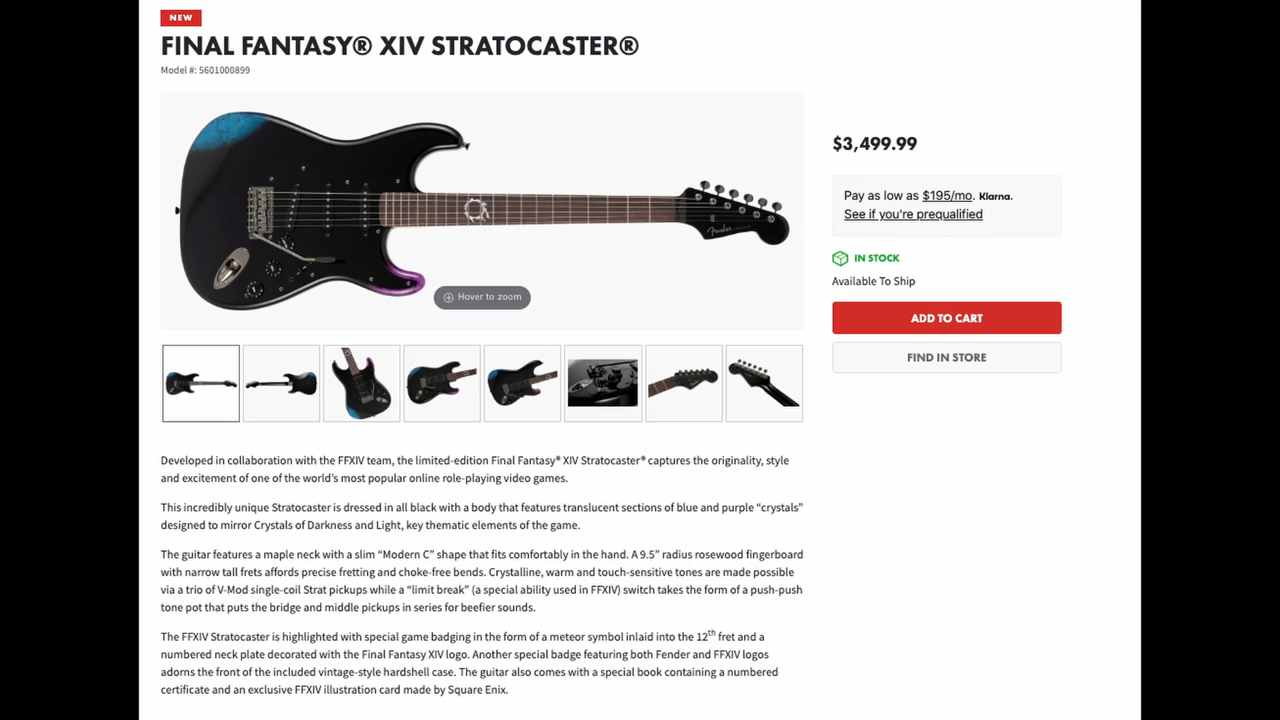 NEW
FINAL FANTASY® XIV STRATOCASTER®
Model #: 5601000899
Fender
Hover to zoom
$3,499.99
Pay as low as $195/mo. Klarna.
See if you're prequalified
IN STOCK
Available To Ship
ADD TO CART
FIND IN STORE
Developed in collaboration with the FFXIV team, the limited-edition Final Fantasy® XIV Stratocaster® captures the originality, style
and excitement of one of the world's most popular online role-playing video games.
This incredibly unique Stratocaster is dressed in all black with a body that features translucent sections of blue and purple “crystals”
designed to mirror Crystals of Darkness and Light, key thematic elements of the game.
The guitar features a maple neck with a slim “Modern C” shape that fits comfortably in the hand. A 9.5” radius rosewood fingerboard
with narrow tall frets affords precise fretting and choke-free bends. Crystalline, warm and touch-sensitive tones are made possible
via a trio of V-Mod single-coil Strat pickups while a “limit break” (a special ability used in FFXIV) switch takes the form of a push-push
tone pot that puts the bridge and middle pickups in series for beefier sounds.
The FFXIV Stratocaster is highlighted with special game badging in the form of a meteor symbol inlaid into the 12th fret and a
numbered neck plate decorated with the Final Fantasy XIV logo. Another special badge featuring both Fender and FFXIV logos
adorns the front of the included vintage-style hardshell case. The guitar also comes with a special book containing a numbered
certificate and an exclusive FFXIV illustration card made by Square Enix.